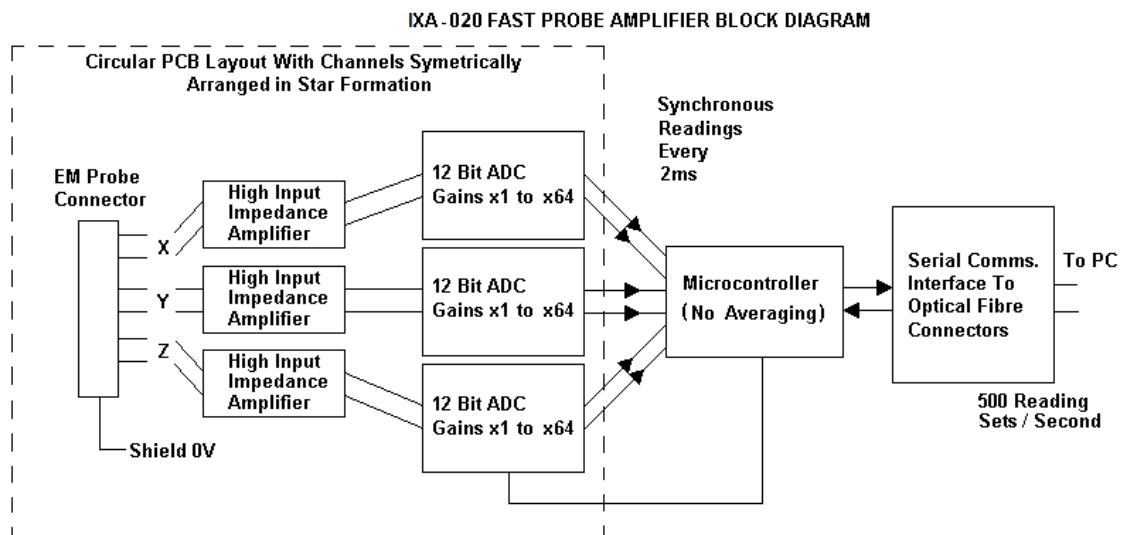 IXA-020 FAST PROBE AMPLIFIER BLOCK DIAGRAM
Circular PCB Layout With Channels Symetrically
Arranged in Star Formation
Synchronous
Readings
Every
2ms
EM Probe
Connector
X
Y
Z
Shield 0V
High Input
Impedance
Amplifier
High Input
Impedance
Amplifier
High Input
Impedance
Amplifier
12 Bit ADC
Gains x1 to x64
12 Bit ADC
Gains x1 to x64
12 Bit ADC
Gains x1 to x64
Microcontroller
(No Averaging)
Serial Comms.
Interface To
Optical Fibre
Connectors
To PC
500 Reading
Sets / Second